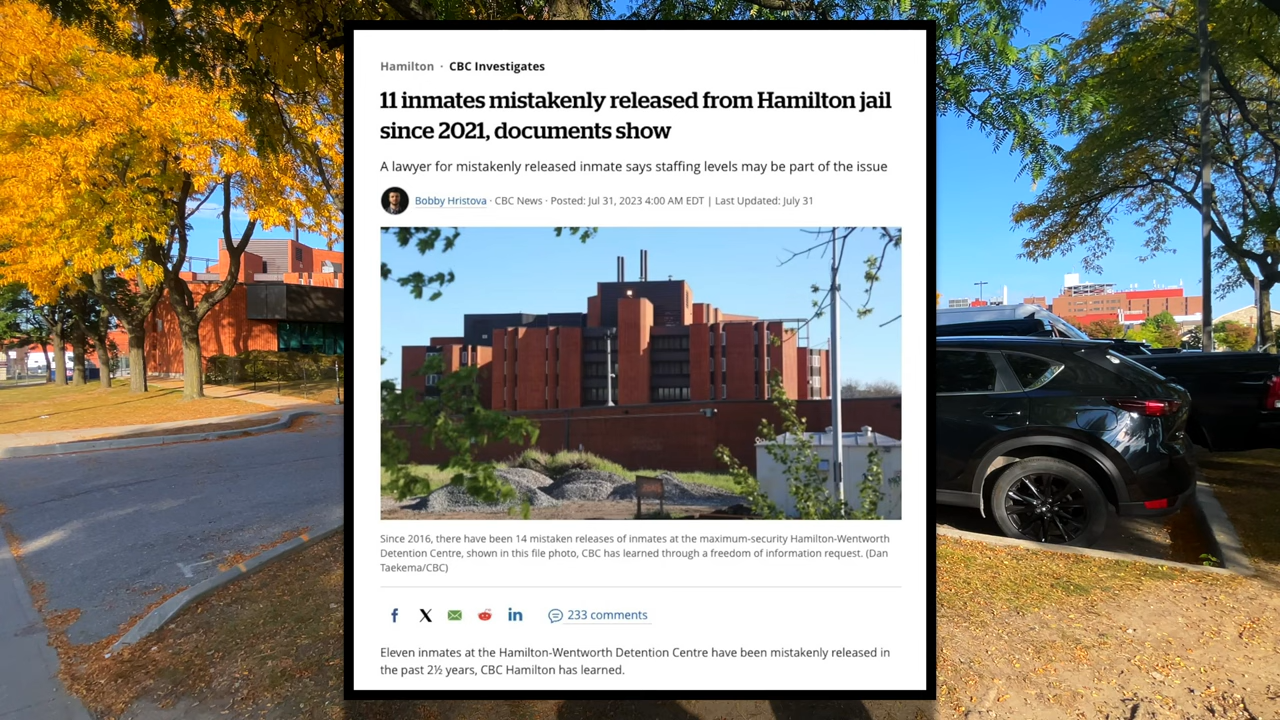 Hamilton · CBC Investigates
11 inmates mistakenly released from Hamilton jail
since 2021, documents show
A lawyer for mistakenly released inmate says staffing levels may be part of the issue
Bobby Hristova · CBC News · Posted: Jul 31, 2023 4:00 AM EDT | Last Updated: July 31
Since 2016, there have been 14 mistaken releases of inmates at the maximum-security Hamilton-Wentworth
Detention Centre, shown in this file photo, CBC has learned through a freedom of information request. (Dan
Taekema/CBC)
233 comments
Eleven inmates at the Hamilton-Wentworth Detention Centre have been mistakenly released in
the past 2½ years, CBC Hamilton has learned.